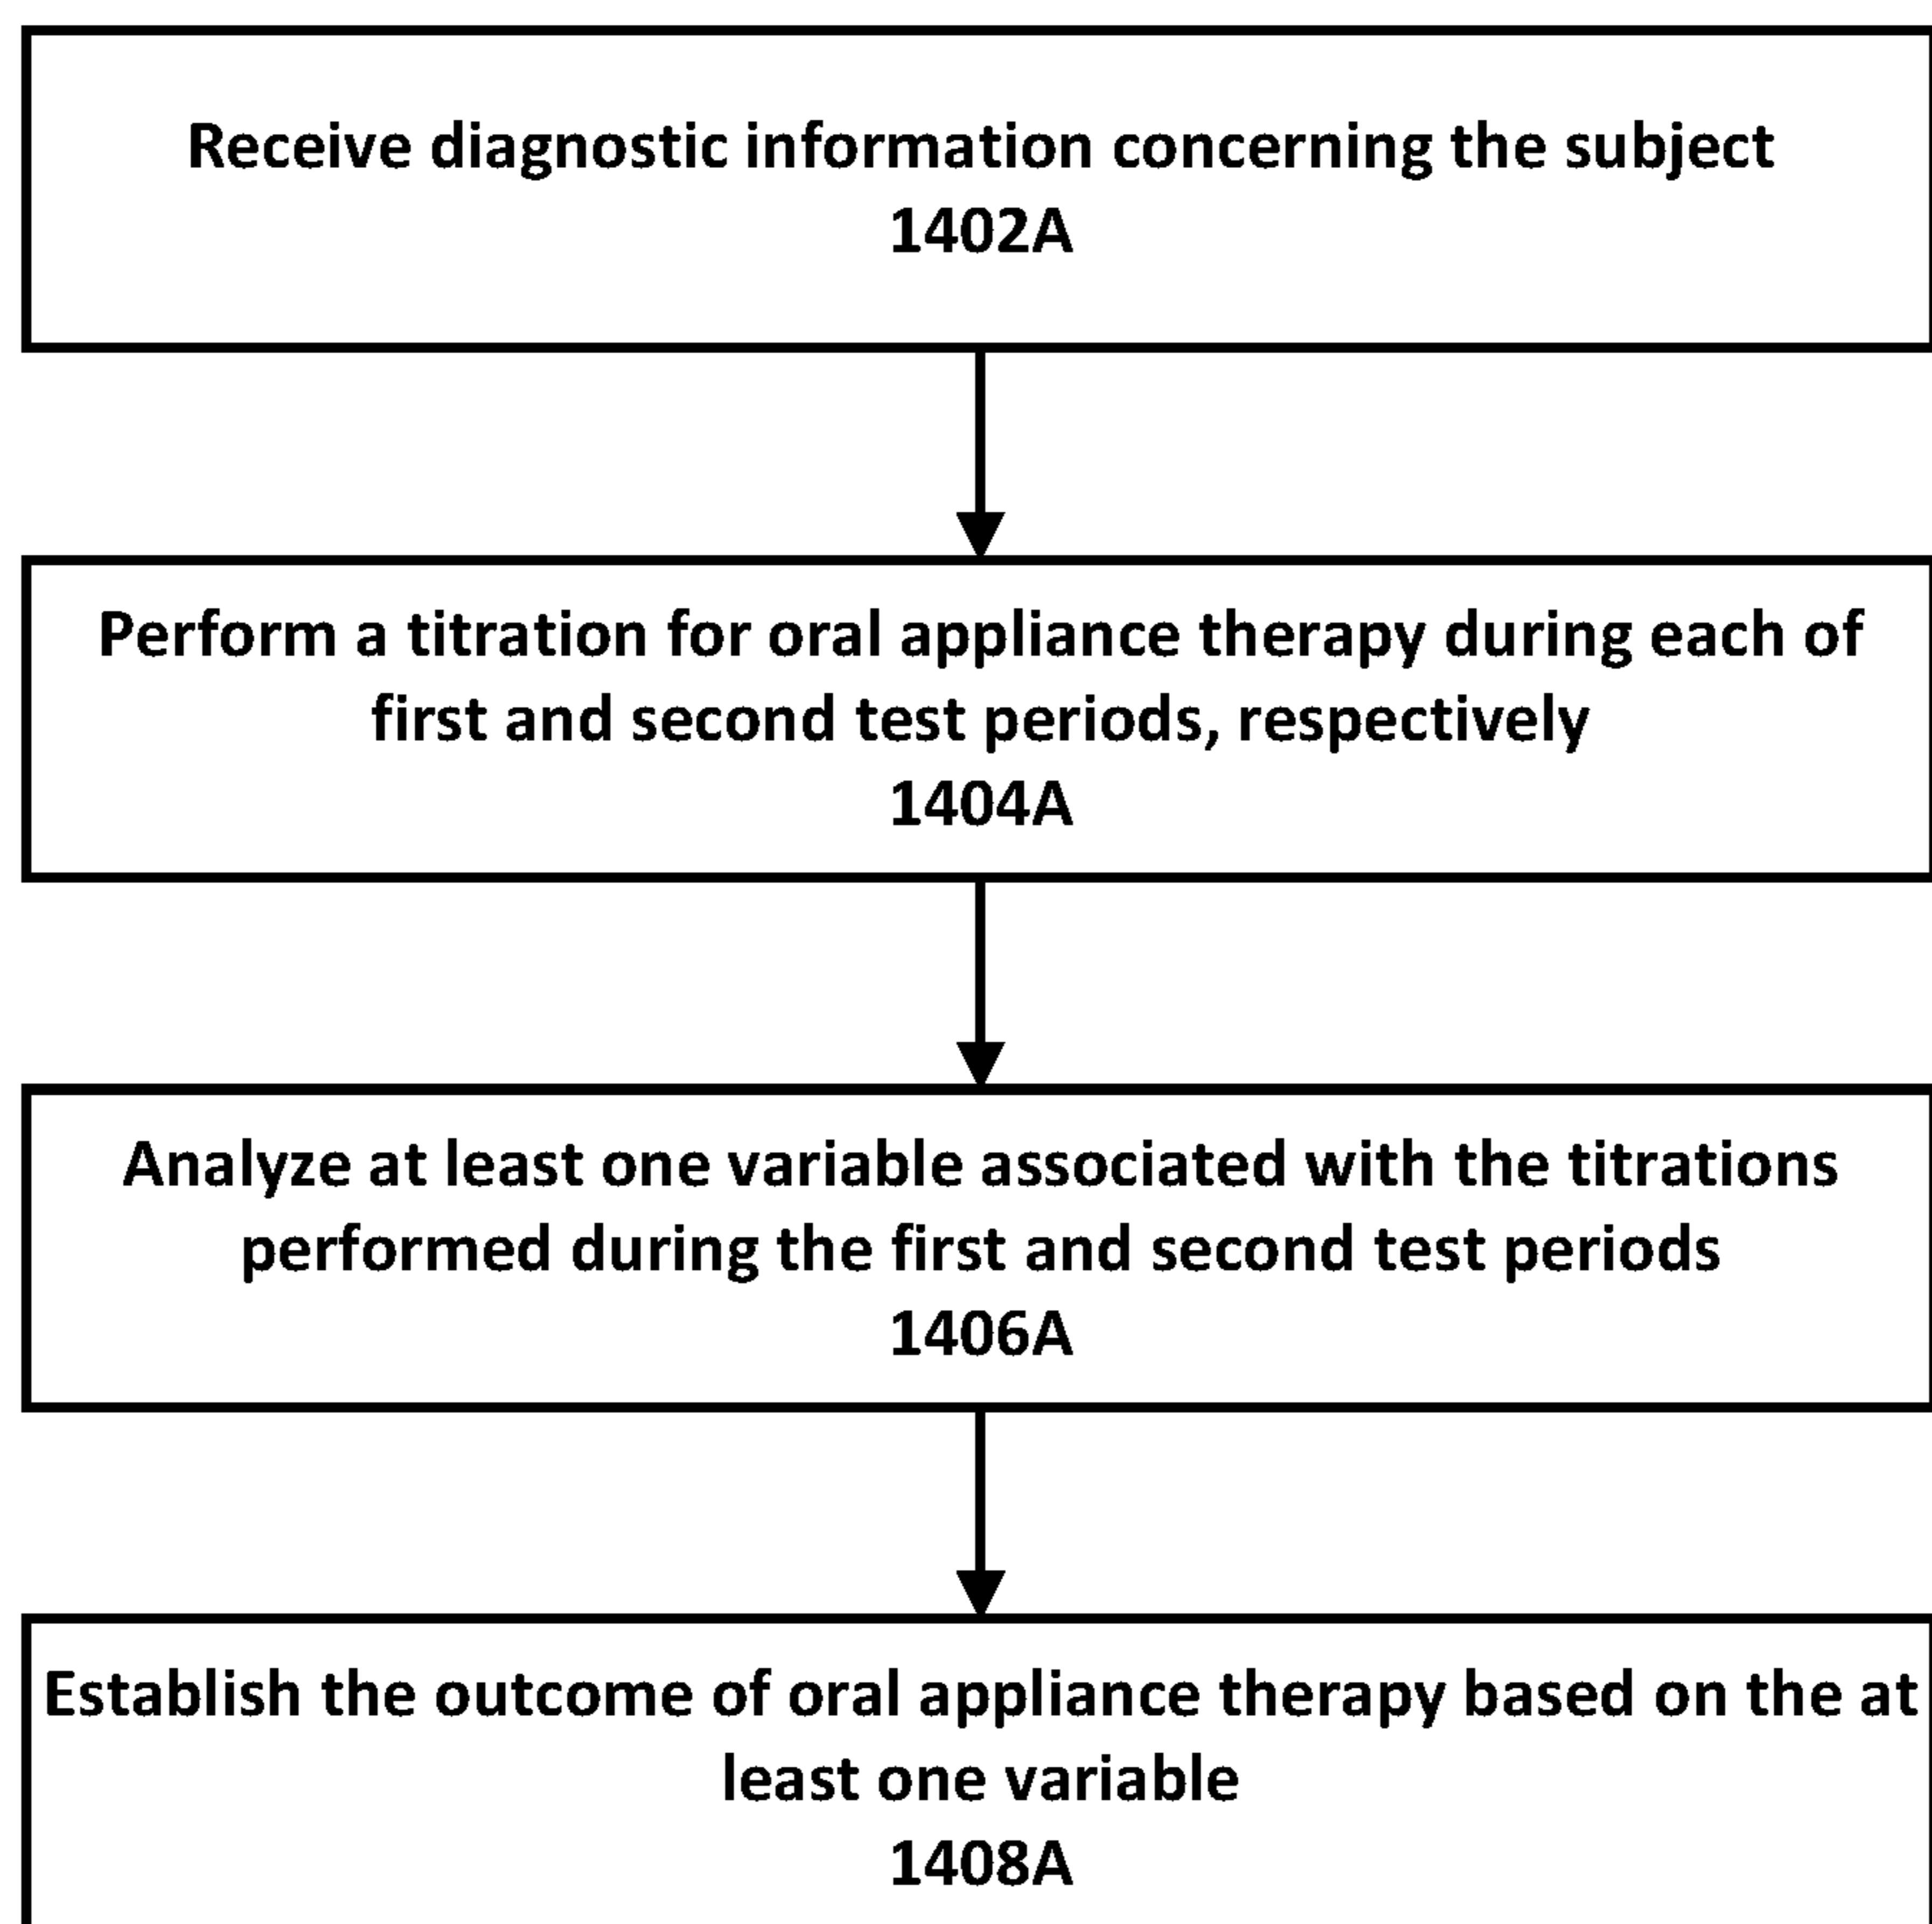 Receive diagnostic information concerning the subject
1402A
Perform a titration for oral appliance therapy during each of
first and second test periods, respectively
1404A
Analyze at least one variable associated with the titrations
performed during the first and second test periods
1406A
Establish the outcome of oral appliance therapy based on the at
least one variable
1408A